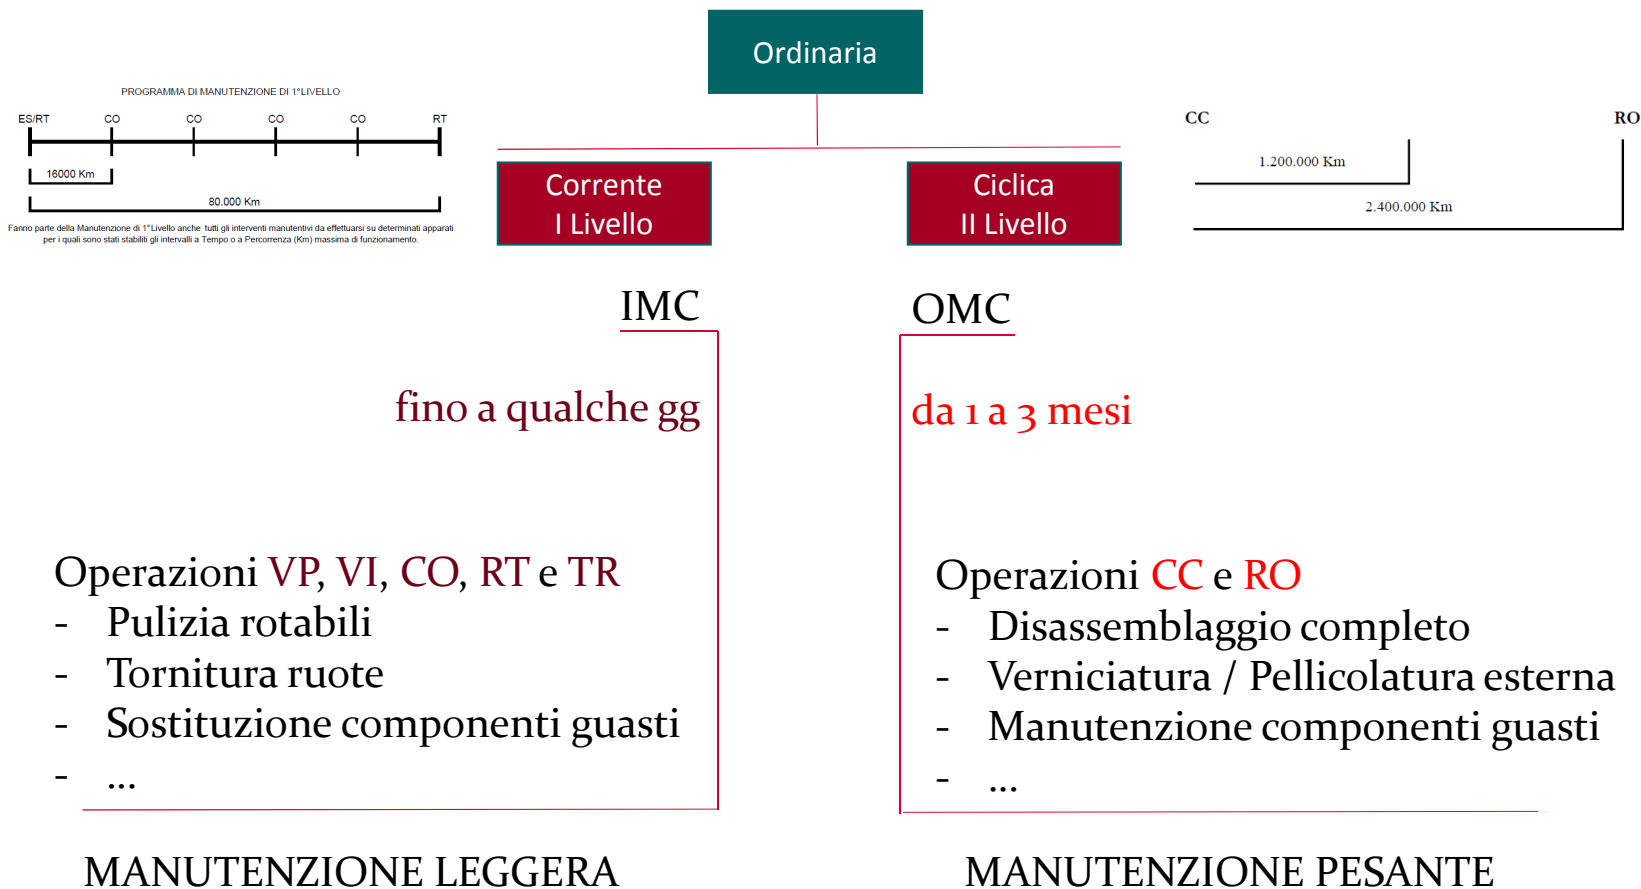 Ordinaria
PROGRAMMA DI MANUTENZIONE DI 1°LIVELLO
ES/RT CO CO CO CO RT
16000 Km
80.000 Km
Fanno parte della Manutenzione di 1°Livello anche tutti gli interventi manutentivi da effettuarsi su determinati apparati
per i quali sono stati stabiliti gli intervalli a Tempo o a Percorrenza (Km) massima di funzionamento.
Corrente
I Livello
Ciclica
II Livello
CC RO
1.200.000 Km
2.400.000 Km
IMC
fino a qualche gg
Operazioni VP, VI, CO, RT e TR
- Pulizia rotabili
- Tornitura ruote
- Sostituzione componenti guasti
- ...
MANUTENZIONE LEGGERA
OMC
da 1 a 3 mesi
Operazioni CC e RO
- Disassemblaggio completo
- Verniciatura / Pellicolatura esterna
- Manutenzione componenti guasti
- ...
MANUTENZIONE PESANTE